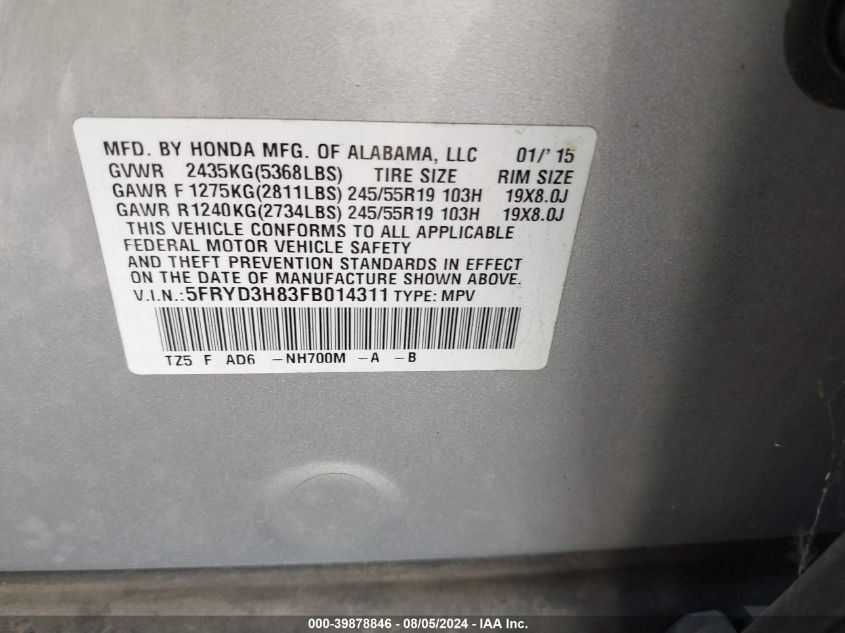 MFD. BY HONDA MFG. OF ALABAMA, LLC 01/' 15
GVWR 2435KG(5368LBS) TIRE SIZE RIM SIZE
GAWR F 1275KG(2811LBS) 245/55R19 103H 19X8.0J
GAWR R1240KG(2734LBS) 245/55R19 103H 19X8.0J
THIS VEHICLE CONFORMS TO ALL APPLICABLE
FEDERAL MOTOR VEHICLE SAFETY
AND THEFT PREVENTION STANDARDS IN EFFECT
ON THE DATE OF MANUFACTURE SHOWN ABOVE.
V.I.N.:5FRYD3H83FB014311 TYPE: MPV
TZ5 F AD6 -NH700M -A -B
000-39878846 - 08/05/2024 - IAA Inc.